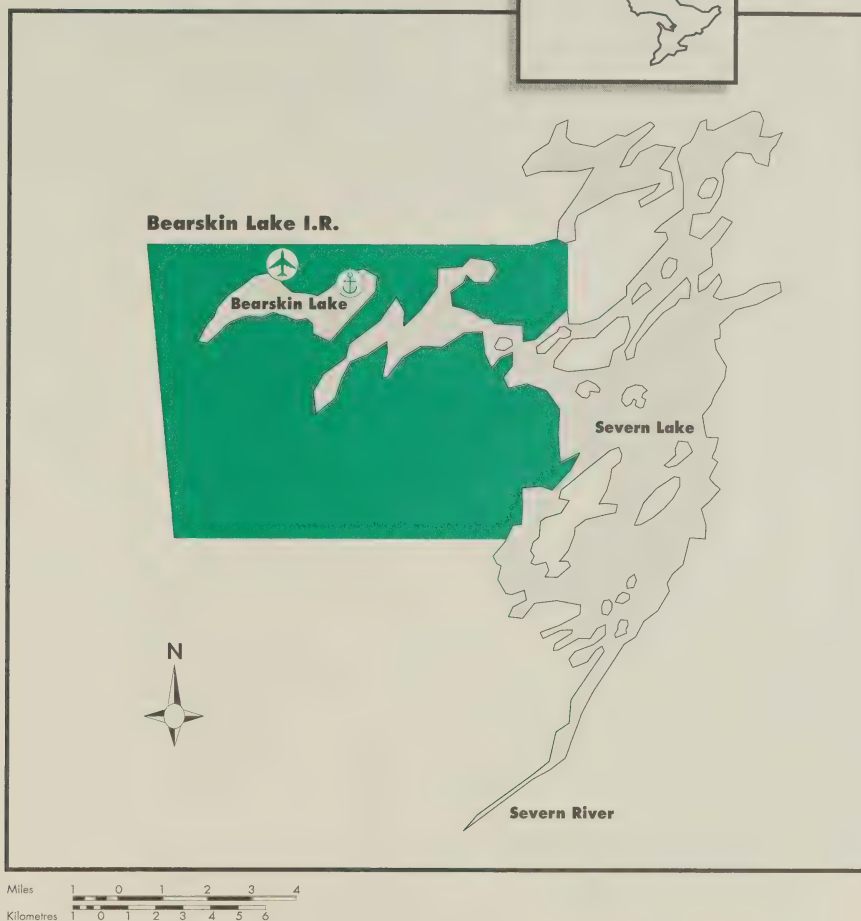 Bearskin Lake I.R.
Bearskin Lake
Severn Lake
N
Severn River
Miles 1 0 1 2 3 4
Kilometres 1 0 1 2 3 4 5 6